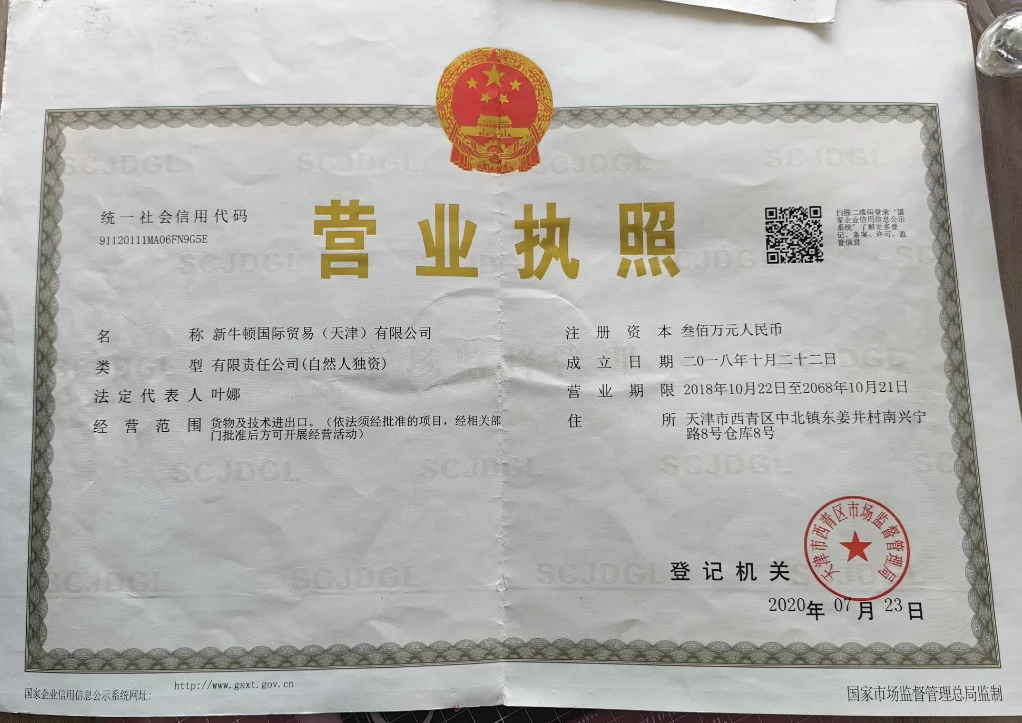 统一社会信用代码
91120111MA06FN9G5E
营业执照
扫描二维码登录‘国
家企业信用信息公示
系统’了解更多登
记、备案、许可、监
管信息
名称 新牛顿国际贸易（天津）有限公司
类型 有限责任公司(自然人独资)
法定代表人 叶娜
经营范围 货物及技术进出口。（依法须经批准的项目，经相关部
门批准后方可开展经营活动）
注册资本 叁佰万元人民币
成立日期 二〇一八年十月二十二日
营业期限 2018年10月22日至2068年10月21日
住所 天津市西青区中北镇东姜井村南兴宁
路8号仓库8号
登记机关
天津市西青区市场监督管理局
2020年07月23日
国家企业信用信息公示系统网址：
http://www.gsxt.gov.cn
国家市场监督管理总局监制
SCJDGL